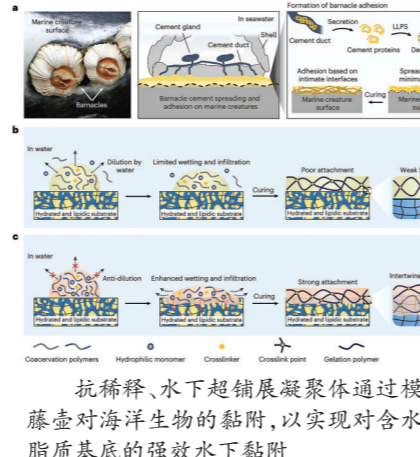 a
Marine creature
surface
Barnacles
Cement gland
In seawater
Shell
Cement duct
Barnacle cement spreading and
adhesion on marine creatures
Formation of barnacle adhesion
Secretion
LLPS
Cement duct
Cement proteins
Adhesion based on
intimate interfaces
Marine creature
surface
Curing
b
In water
Dilution by
water
Hydrated and lipidic substrate
Limited wetting and infiltration
Hydrated and lipidic substrate
Curing
Poor attachment
Hydrated and lipidic substrate
Weak
c
In water
Anti-dilution
Hydrated and lipidic substrate
Enhanced wetting and infiltration
Hydrated and lipidic substrate
Curing
Strong attachment
Hydrated and lipidic substrate
Coacervation polymers
Hydrophilic monomer
Crosslinker
Crosslink point
Gelation polymer
抗稀释、水下超铺展凝聚体通过模
藤壶对海洋生物的黏附,以实现对含水
脂质基底的强效水下黏附